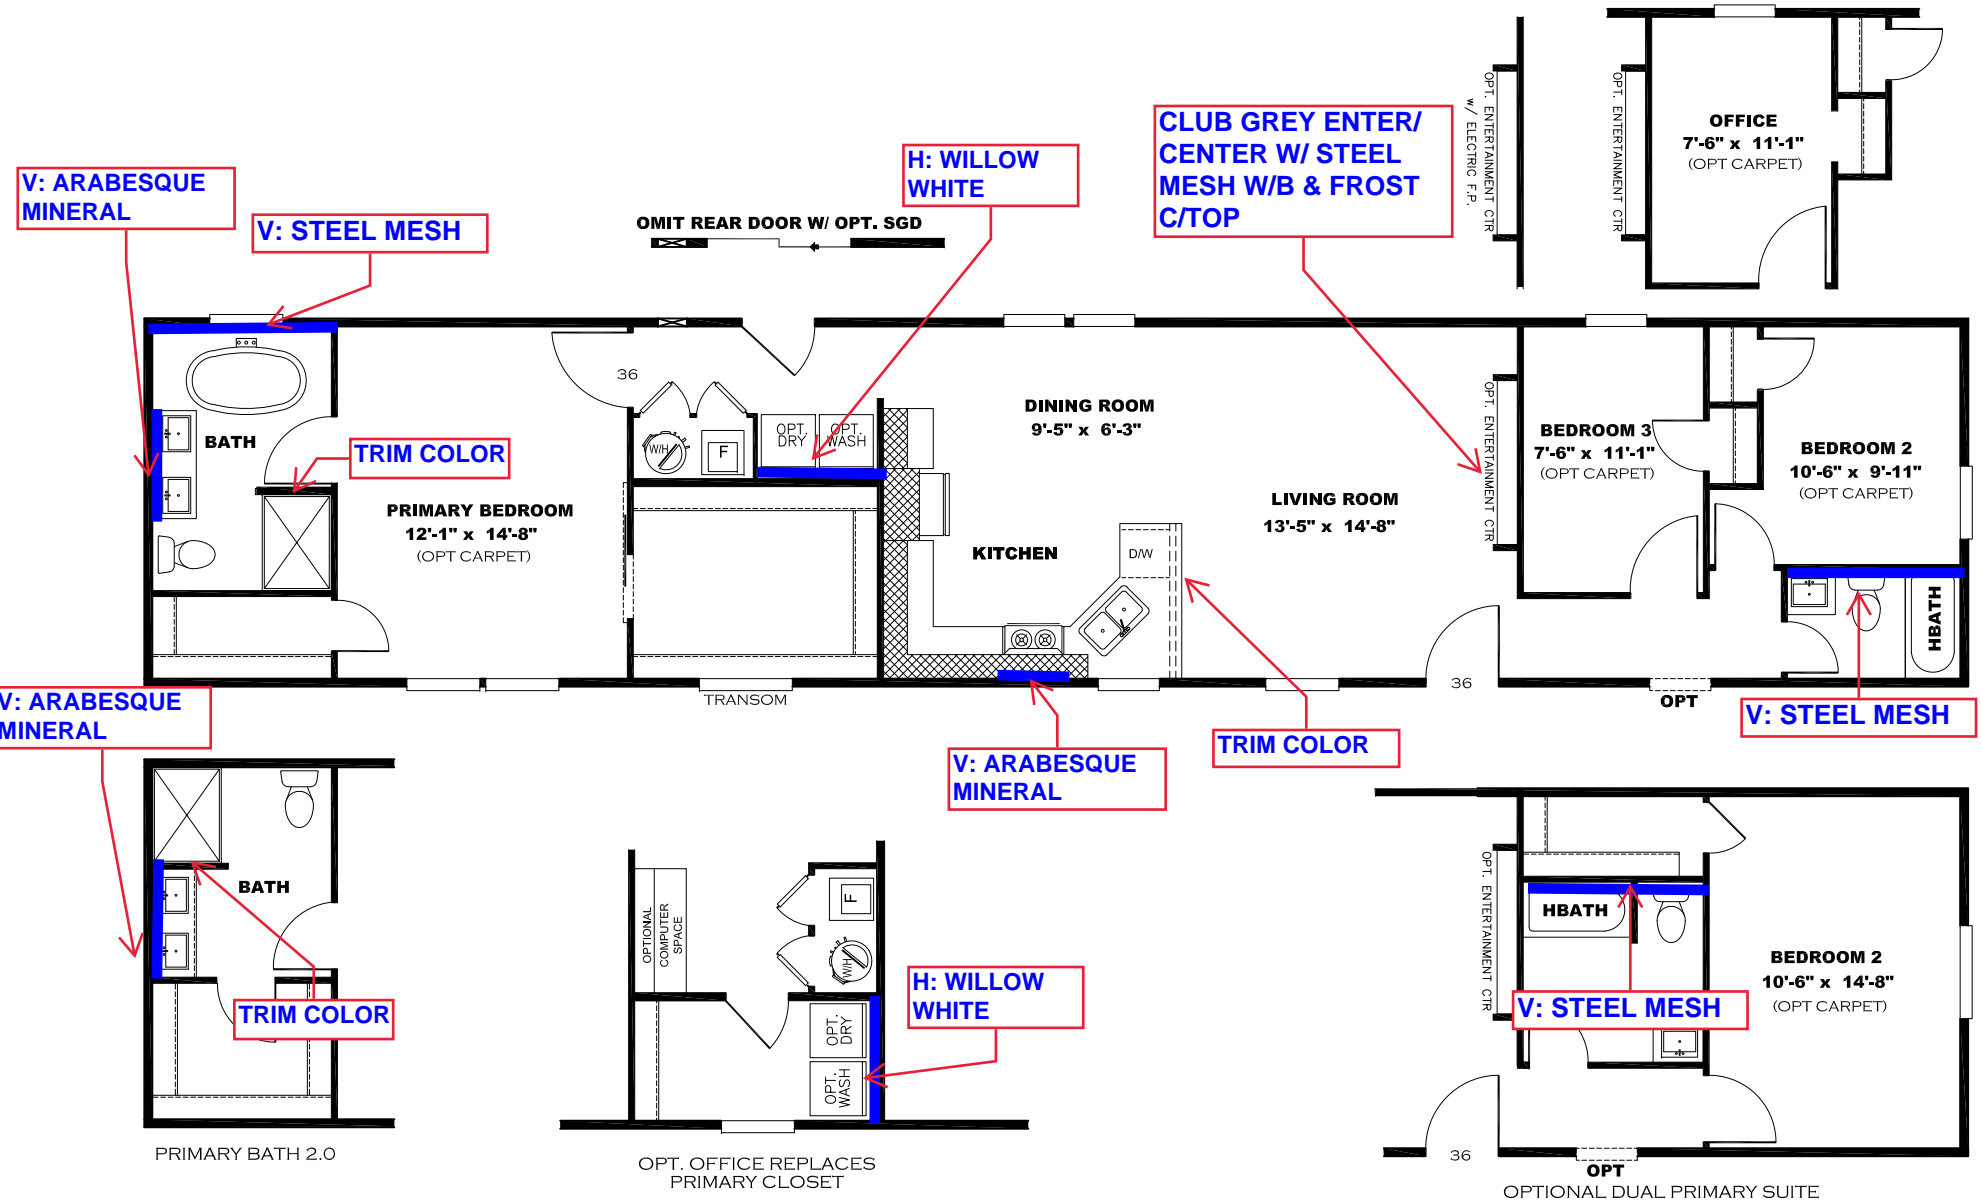 OPT. ENTERTAINMENT CTR
w/ ELECTRIC F.P.
OPT. ENTERTAINMENT CTR
OFFICE
7'-6" x 11'-1"
(OPT CARPET)
CLUB GREY ENTER/
CENTER W/ STEEL
MESH W/B & FROST
C/TOP
H: WILLOW
WHITE
V: ARABESQUE
MINERAL
V: STEEL MESH
OMIT REAR DOOR W/ OPT. SGD
36
BATH
TRIM COLOR
PRIMARY BEDROOM
12'-1" x 14'-8"
(OPT CARPET)
W/H
F
OPT.
DRY
OPT.
WASH
DINING ROOM
9'-5" x 6'-3"
KITCHEN
D/W
LIVING ROOM
13'-5" x 14'-8"
OPT. ENTERTAINMENT CTR
BEDROOM 3
7'-6" x 11'-1"
(OPT CARPET)
BEDROOM 2
10'-6" x 9'-11"
(OPT CARPET)
HBATH
TRANSOM
36
OPT
V: STEEL MESH
TRIM COLOR
V: ARABESQUE
MINERAL
V: ARABESQUE
MINERAL
BATH
TRIM COLOR
PRIMARY BATH 2.0
OPTIONAL
COMPUTER
SPACE
F
W/H
OPT.
DRY
OPT.
WASH
H: WILLOW
WHITE
OPT. OFFICE REPLACES
PRIMARY CLOSET
OPT. ENTERTAINMENT CTR
HBATH
V: STEEL MESH
BEDROOM 2
10'-6" x 14'-8"
(OPT CARPET)
36
OPT
OPTIONAL DUAL PRIMARY SUITE